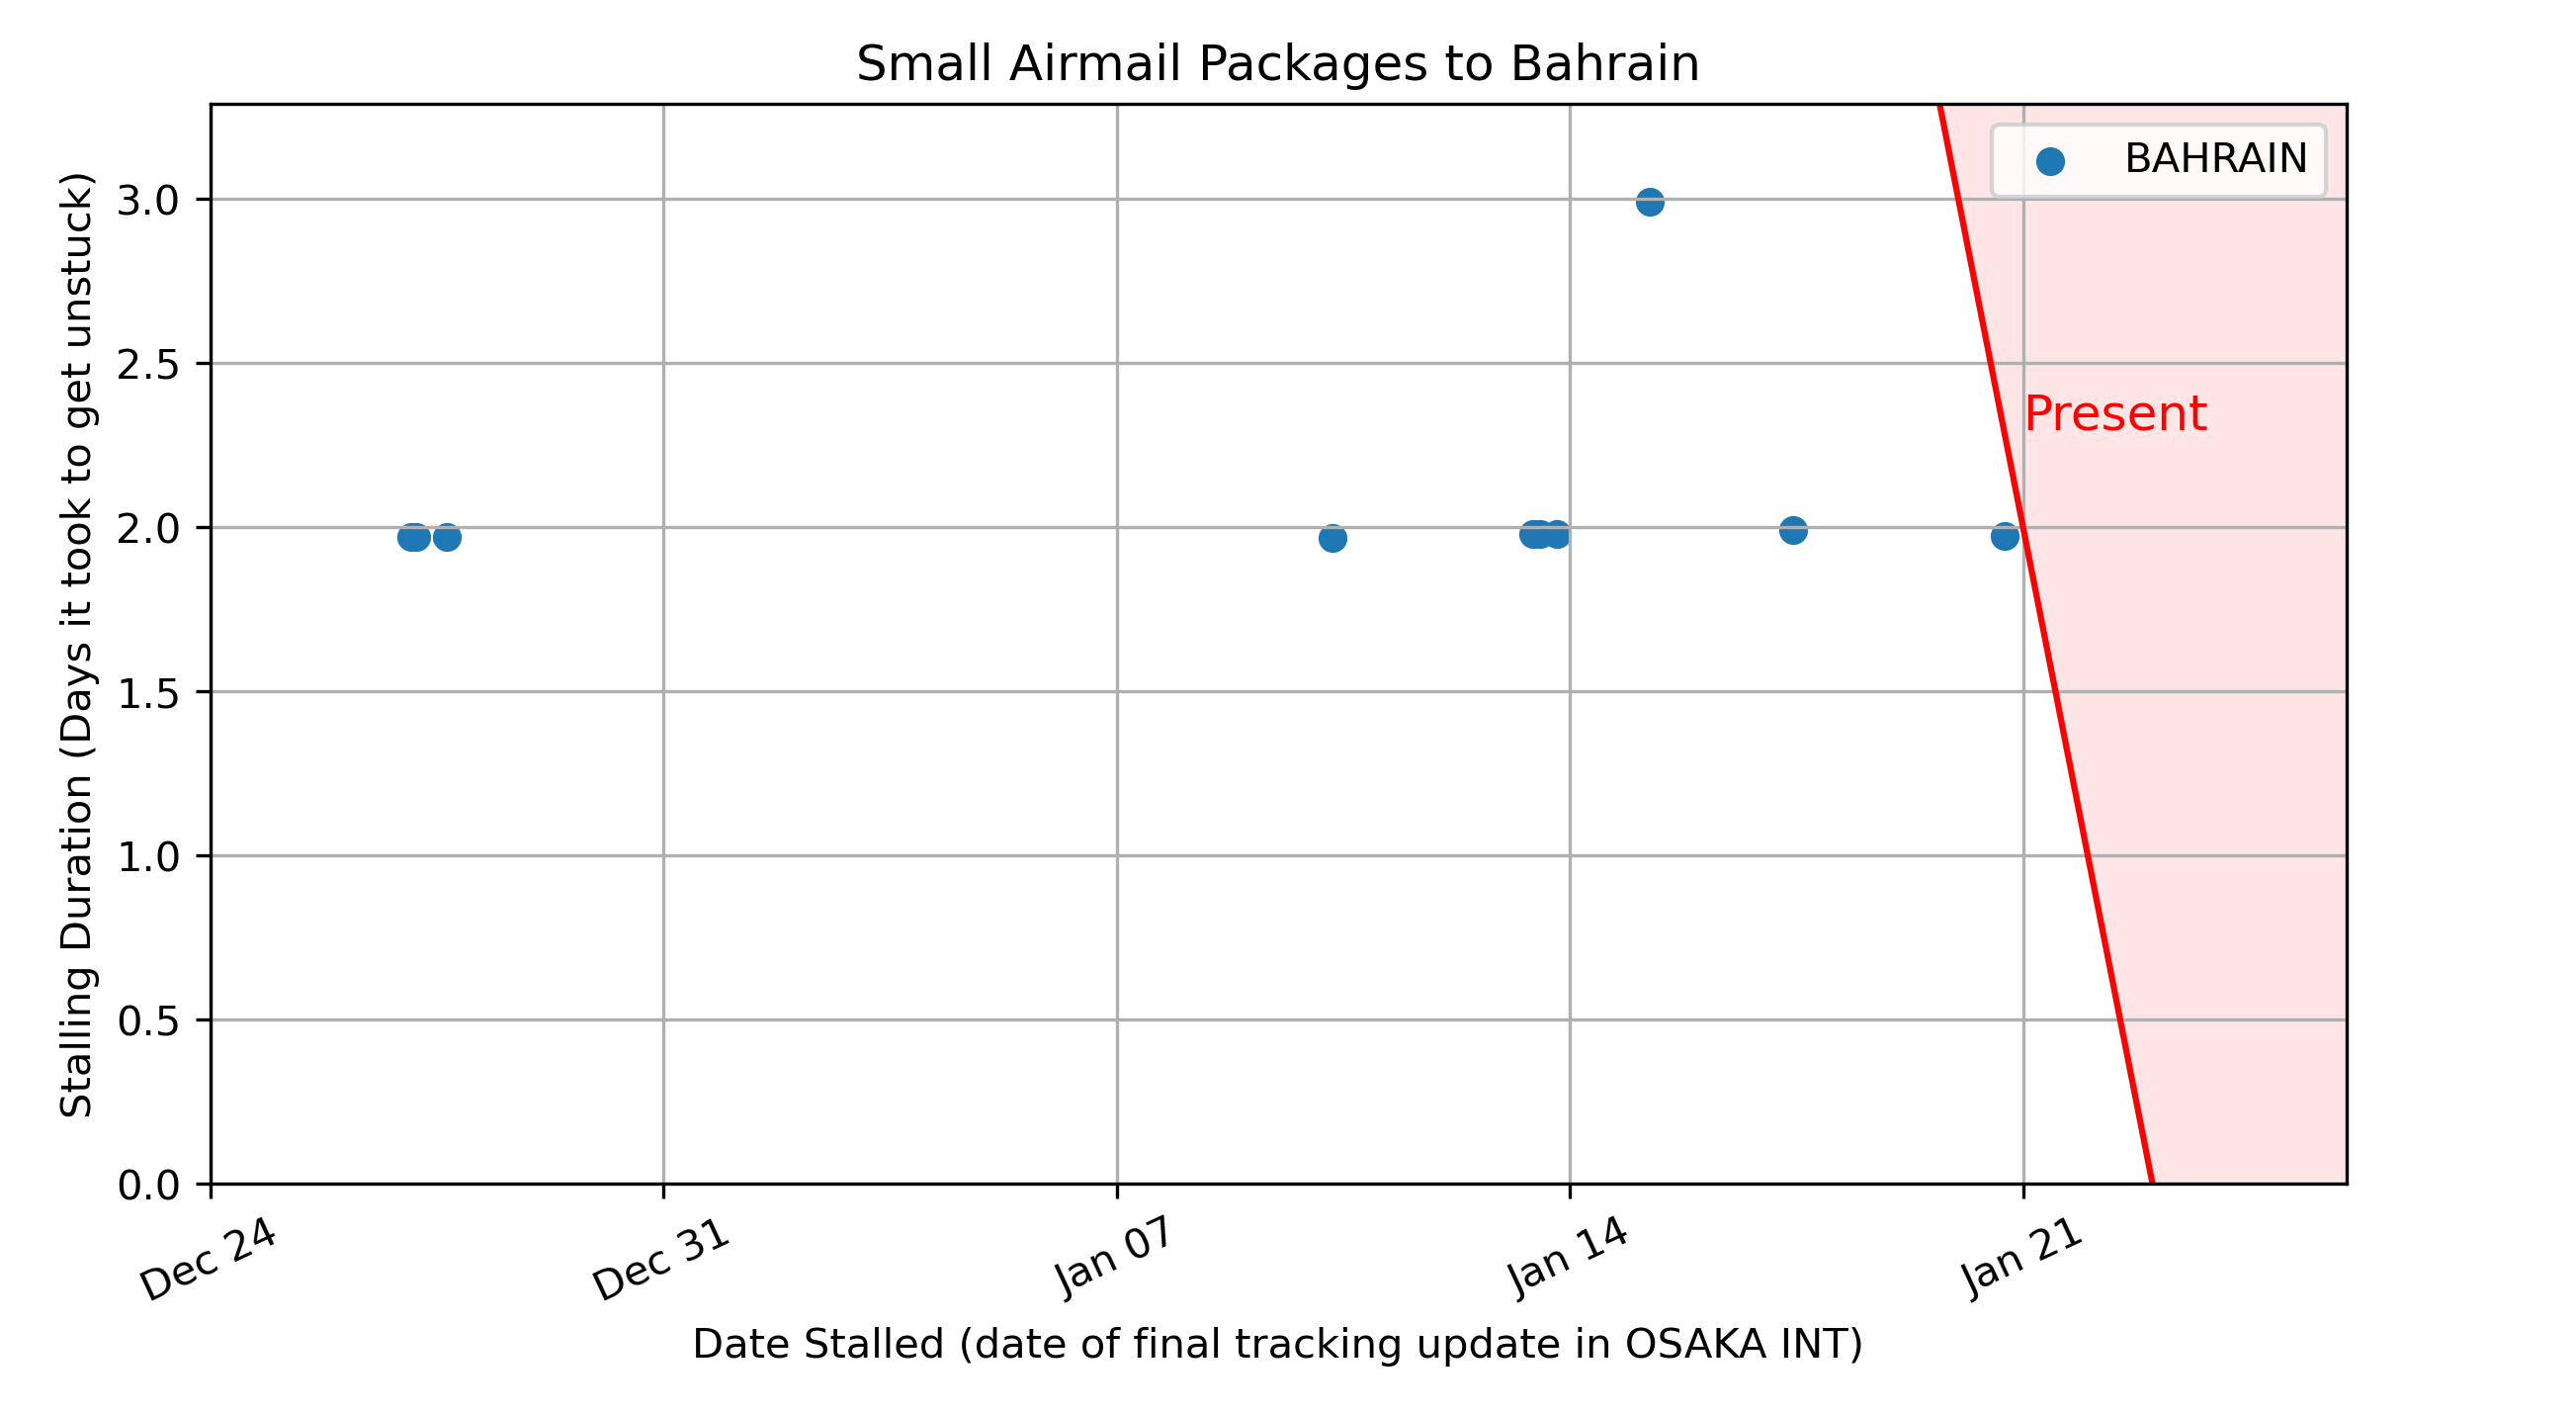 Small Airmail Packages to Bahrain
BAHRAIN
Present
Stalling Duration (Days it took to get unstuck)
3.0
2.5
2.0
1.5
1.0
0.5
0.0
Dec 24
Dec 31
Jan 07
Jan 14
Jan 21
Date Stalled (date of final tracking update in OSAKA INT)